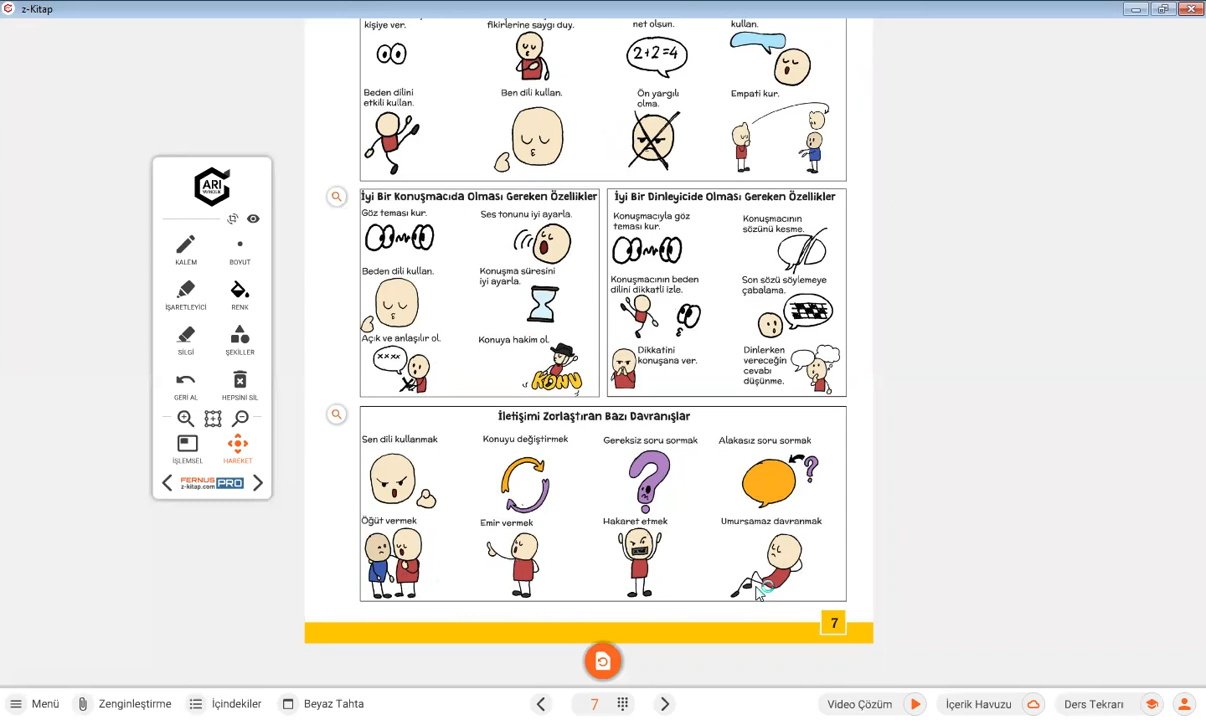 z-Kitap
kişiye ver.
fikirlerine saygı duy.
net olsun.
kullan.
2+2=4
Beden dilini
etkili kullan.
Ben dili kullan.
Ön yargılı
olma.
Empati kur.
İyi Bir Konuşmacıda Olması Gereken Özellikler
Göz teması kur.
Ses tonunu iyi ayarla.
Beden dili kullan.
Konuşma süresini
iyi ayarla.
Açık ve anlaşılır ol.
Konuya hakim ol.
xxxx
KONU
İyi Bir Dinleyicide Olması Gereken Özellikler
Konuşmacıyla göz
teması kur.
Konuşmacının
sözünü kesme.
Konuşmacının beden
dilini dikkatli izle.
Son sözü söylemeye
çabalama.
Dikkatini
konuşana ver.
Dinlerken
vereceğin
cevabı
düşünme.
İletişimi Zorlaştıran Bazı Davranışlar
Sen dili kullanmak
Konuyu değiştirmek
Gereksiz soru sormak
Alakasız soru sormak
Öğüt vermek
Emir vermek
Hakaret etmek
Umursamaz davranmak
7
ARI
KALEM
BOYUT
İŞARETLEYİCİ
RENK
SİLGİ
ŞEKİLLER
GERİ AL
HEPSİNİ SİL
İŞLEMSEL
HAREKET
FERNUS
z-kitap.com
PRO
Menü
Zenginleştirme
İçindekiler
Beyaz Tahta
7
Video Çözüm
İçerik Havuzu
Ders Tekrarı